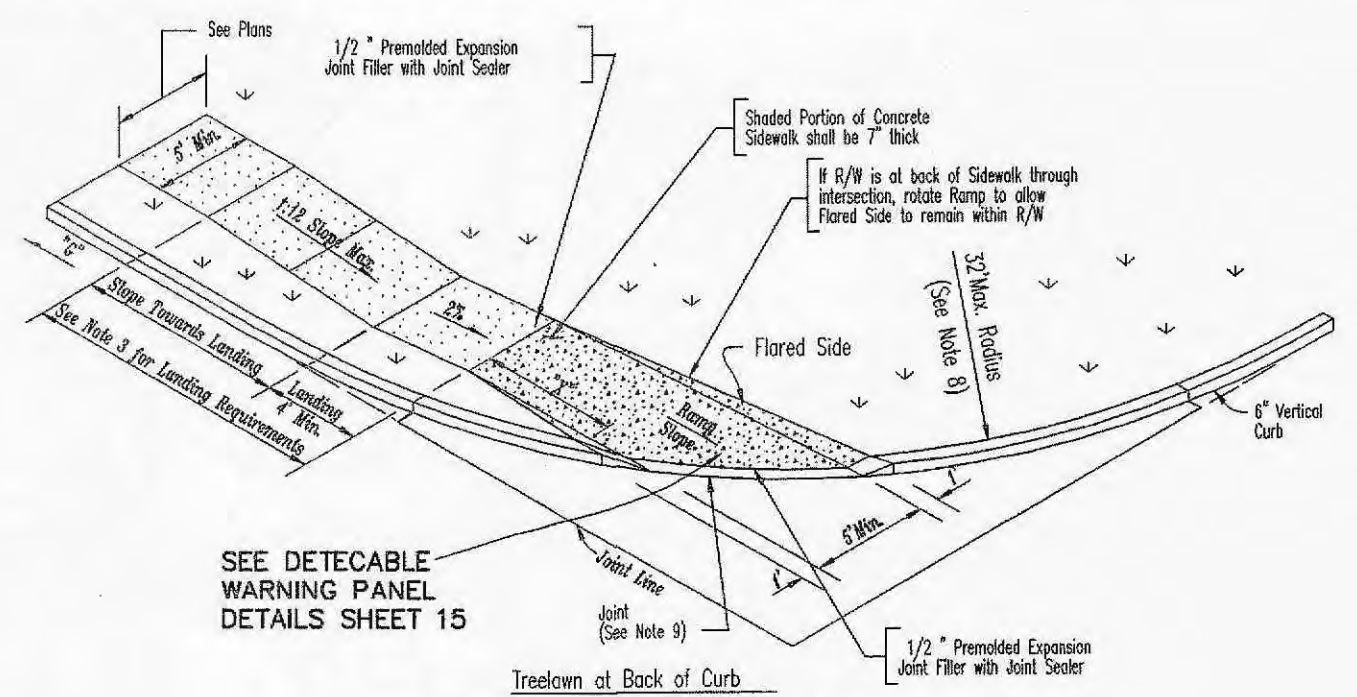 See Plans
1/2 " Premolded Expansion
Joint Filler with Joint Sealer
Shaded Portion of Concrete
Sidewalk shall be 7" thick
If R/W is at back of Sidewalk through
intersection, rotate Ramp to allow
Flared Side to remain within R/W
5' Min.
1:12 Slope Max.
32' Max. Radius
(See Note 8)
"G"
2%
Flared Side
Slope Towards Landing
Landing
4' Min.
See Note 3 for Landing Requirements
"X"
Ramp
Slope
6" Vertical
Curb
1'
5' Min.
1'
SEE DETECABLE
WARNING PANEL
DETAILS SHEET 15
Joint Line
Joint
(See Note 9)
1/2 " Premolded Expansion
Joint Filler with Joint Sealer
Treelawn at Back of Curb